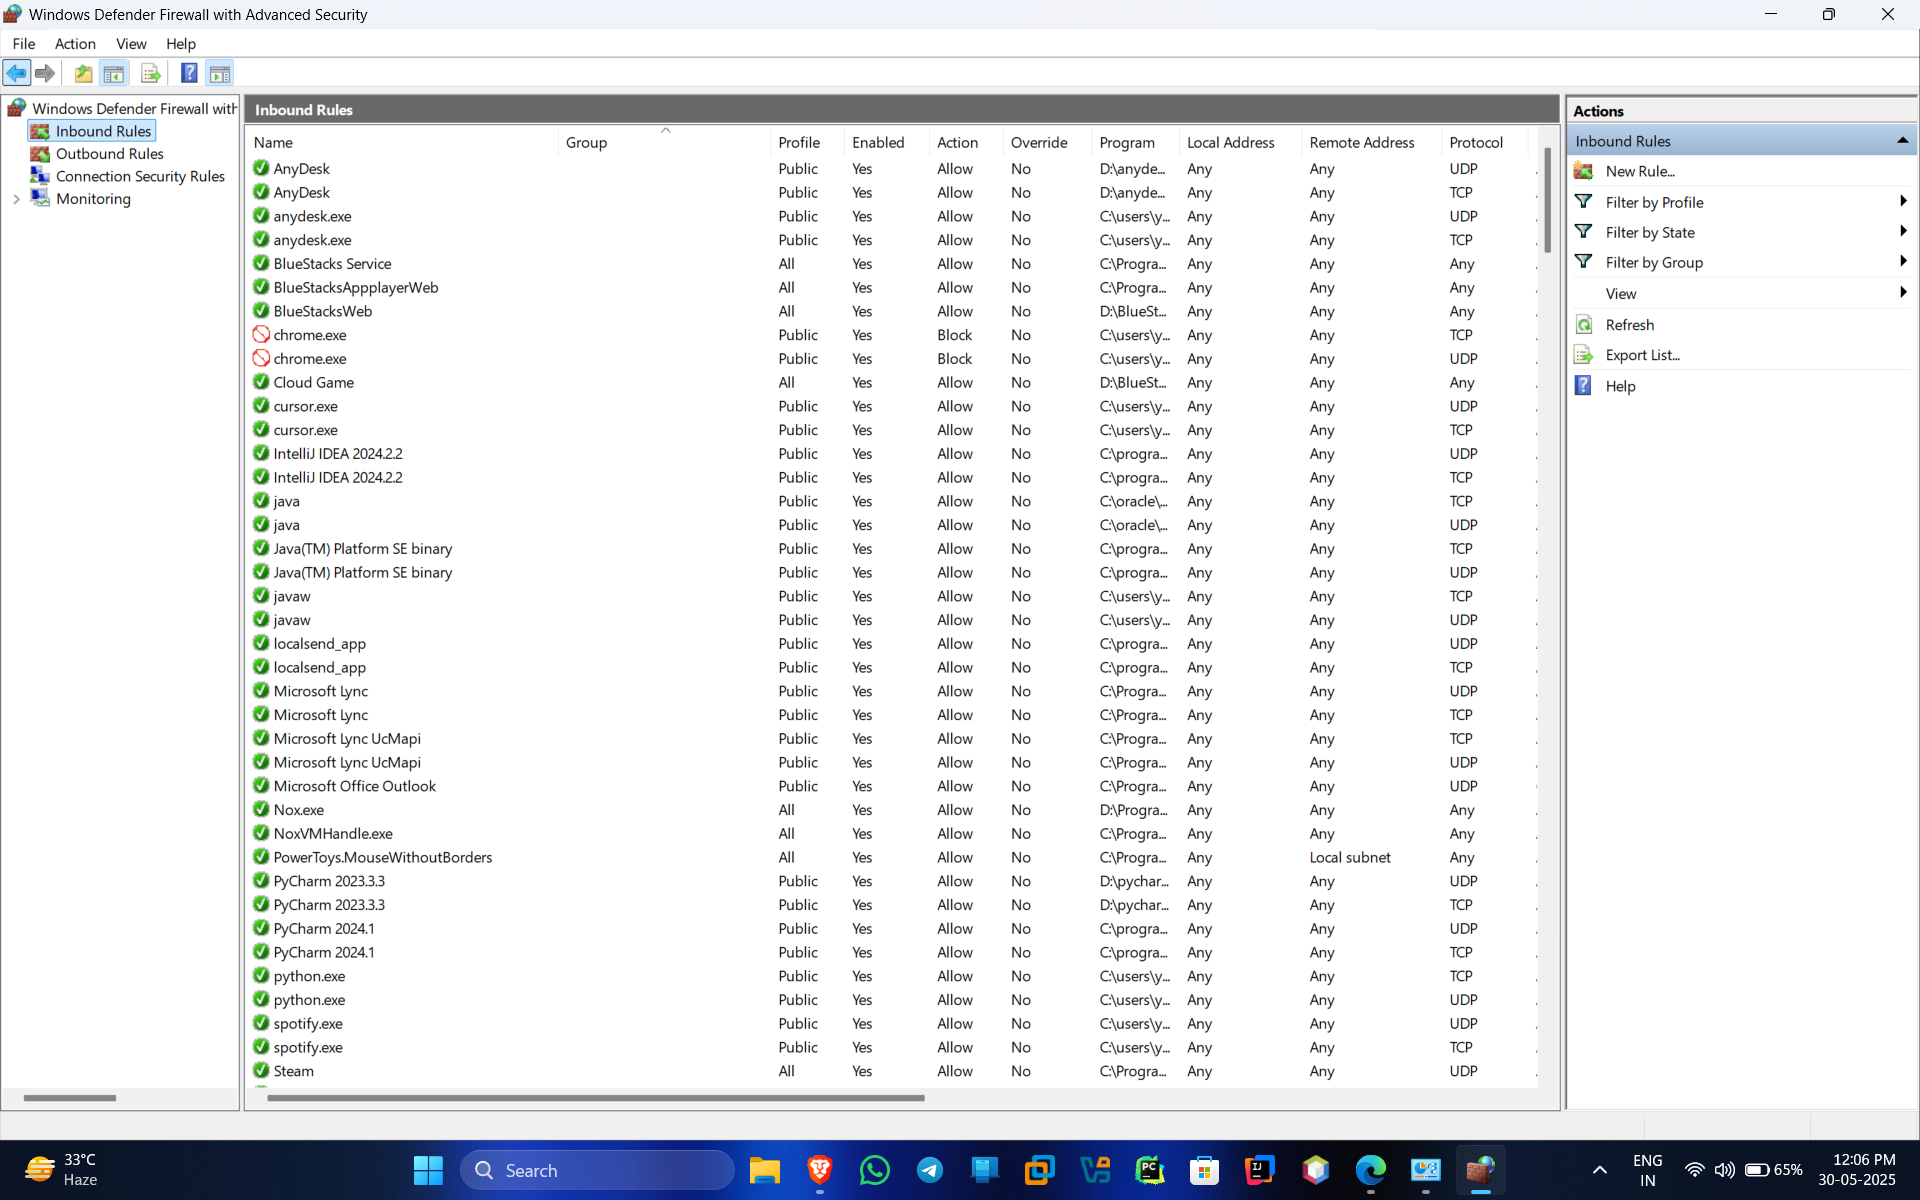 Windows Defender Firewall with Advanced Security
File Action View Help
Windows Defender Firewall with
Inbound Rules
Outbound Rules
Connection Security Rules
Monitoring
Inbound Rules
Name Group Profile Enabled Action Override Program Local Address Remote Address Protocol
AnyDesk Public Yes Allow No D:\anyde... Any Any UDP
AnyDesk Public Yes Allow No D:\anyde... Any Any TCP
anydesk.exe Public Yes Allow No C:\users\y... Any Any UDP
anydesk.exe Public Yes Allow No C:\users\y... Any Any TCP
BlueStacks Service All Yes Allow No C:\Progra... Any Any Any
BlueStacksAppplayerWeb All Yes Allow No C:\Progra... Any Any Any
BlueStacksWeb All Yes Allow No D:\BlueSt... Any Any Any
chrome.exe Public Yes Block No C:\users\y... Any Any TCP
chrome.exe Public Yes Block No C:\users\y... Any Any UDP
Cloud Game All Yes Allow No D:\BlueSt... Any Any Any
cursor.exe Public Yes Allow No C:\users\y... Any Any UDP
cursor.exe Public Yes Allow No C:\users\y... Any Any TCP
IntelliJ IDEA 2024.2.2 Public Yes Allow No C:\progra... Any Any UDP
IntelliJ IDEA 2024.2.2 Public Yes Allow No C:\progra... Any Any TCP
java Public Yes Allow No C:\oracle\... Any Any TCP
java Public Yes Allow No C:\oracle\... Any Any UDP
Java(TM) Platform SE binary Public Yes Allow No C:\progra... Any Any TCP
Java(TM) Platform SE binary Public Yes Allow No C:\progra... Any Any UDP
javaw Public Yes Allow No C:\users\y... Any Any TCP
javaw Public Yes Allow No C:\users\y... Any Any UDP
localsend_app Public Yes Allow No C:\progra... Any Any UDP
localsend_app Public Yes Allow No C:\progra... Any Any TCP
Microsoft Lync Public Yes Allow No C:\Progra... Any Any UDP
Microsoft Lync Public Yes Allow No C:\Progra... Any Any TCP
Microsoft Lync UcMapi Public Yes Allow No C:\Progra... Any Any TCP
Microsoft Lync UcMapi Public Yes Allow No C:\Progra... Any Any UDP
Microsoft Office Outlook Public Yes Allow No C:\Progra... Any Any UDP
Nox.exe All Yes Allow No D:\Progra... Any Any Any
NoxVMHandle.exe All Yes Allow No C:\Progra... Any Any Any
PowerToys.MouseWithoutBorders All Yes Allow No C:\Progra... Any Local subnet Any
PyCharm 2023.3.3 Public Yes Allow No D:\pychar... Any Any UDP
PyCharm 2023.3.3 Public Yes Allow No D:\pychar... Any Any TCP
PyCharm 2024.1 Public Yes Allow No C:\progra... Any Any UDP
PyCharm 2024.1 Public Yes Allow No C:\progra... Any Any TCP
python.exe Public Yes Allow No C:\users\y... Any Any TCP
python.exe Public Yes Allow No C:\users\y... Any Any UDP
spotify.exe Public Yes Allow No C:\users\y... Any Any UDP
spotify.exe Public Yes Allow No C:\users\y... Any Any TCP
Steam All Yes Allow No C:\Progra... Any Any UDP
Actions
Inbound Rules
New Rule...
Filter by Profile
Filter by State
Filter by Group
View
Refresh
Export List...
Help
33°C
Haze
Search
ENG
IN
65%
12:06 PM
30-05-2025